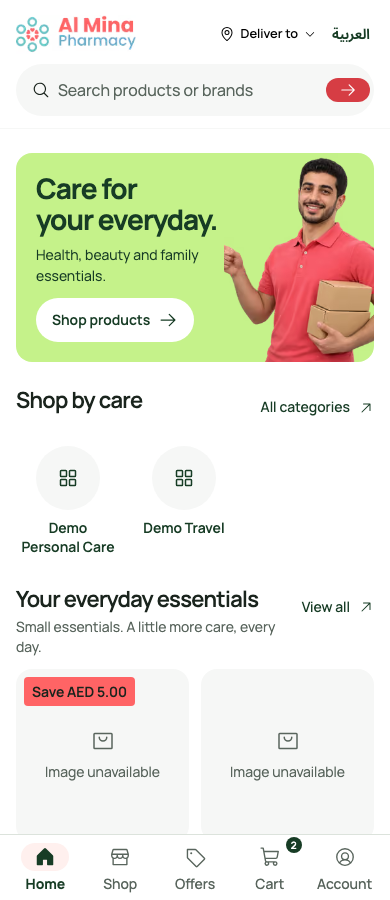 Al Mina
Pharmacy
Deliver to
العربية
Search products or brands
Care for
your everyday.
Health, beauty and family
essentials.
Shop products
Shop by care
All categories
Demo
Personal Care
Demo Travel
Your everyday essentials
View all
Small essentials. A little more care, every
day.
Save AED 5.00
Image unavailable
Image unavailable
2
Home
Shop
Offers
Cart
Account